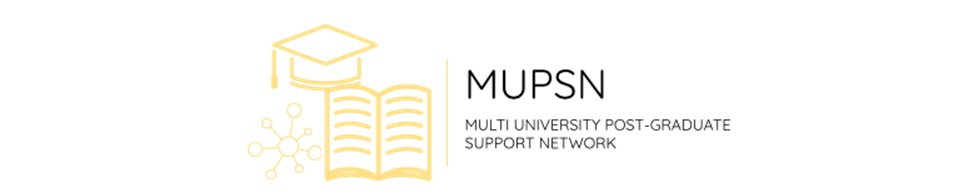 MUPSN
MULTI UNIVERSITY POST-GRADUATE
SUPPORT NETWORK